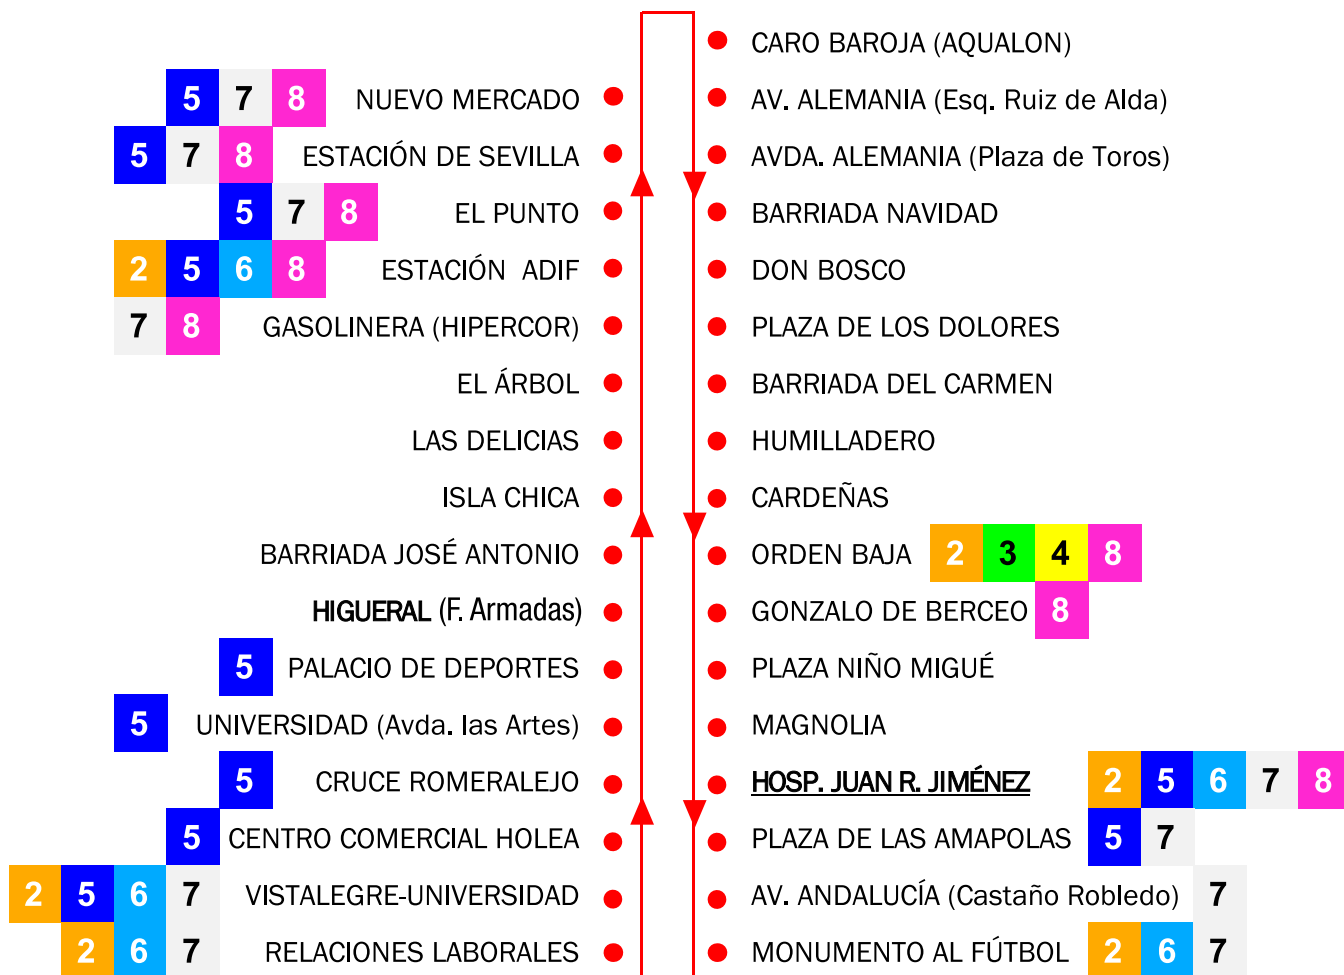 CARO BAROJA (AQUALON)
5 7 8 NUEVO MERCADO
AV. ALEMANIA (Esq. Ruiz de Alda)
5 7 8 ESTACIÓN DE SEVILLA
AVDA. ALEMANIA (Plaza de Toros)
5 7 8 EL PUNTO
BARRIADA NAVIDAD
2 5 6 8 ESTACIÓN ADIF
DON BOSCO
7 8 GASOLINERA (HIPERCOR)
PLAZA DE LOS DOLORES
EL ÁRBOL
BARRIADA DEL CARMEN
LAS DELICIAS
HUMILLADERO
ISLA CHICA
CARDEÑAS
BARRIADA JOSÉ ANTONIO
ORDEN BAJA 2 3 4 8
HIGUERAL (F. Armadas)
GONZALO DE BERCEO 8
5 PALACIO DE DEPORTES
PLAZA NIÑO MIGUÉ
5 UNIVERSIDAD (Avda. las Artes)
MAGNOLIA
5 CRUCE ROMERALEJO
HOSP. JUAN R. JIMÉNEZ 2 5 6 7 8
5 CENTRO COMERCIAL HOLEA
PLAZA DE LAS AMAPOLAS 5 7
2 5 6 7 VISTALEGRE-UNIVERSIDAD
AV. ANDALUCÍA (Castaño Robledo) 7
2 6 7 RELACIONES LABORALES
MONUMENTO AL FÚTBOL 2 6 7